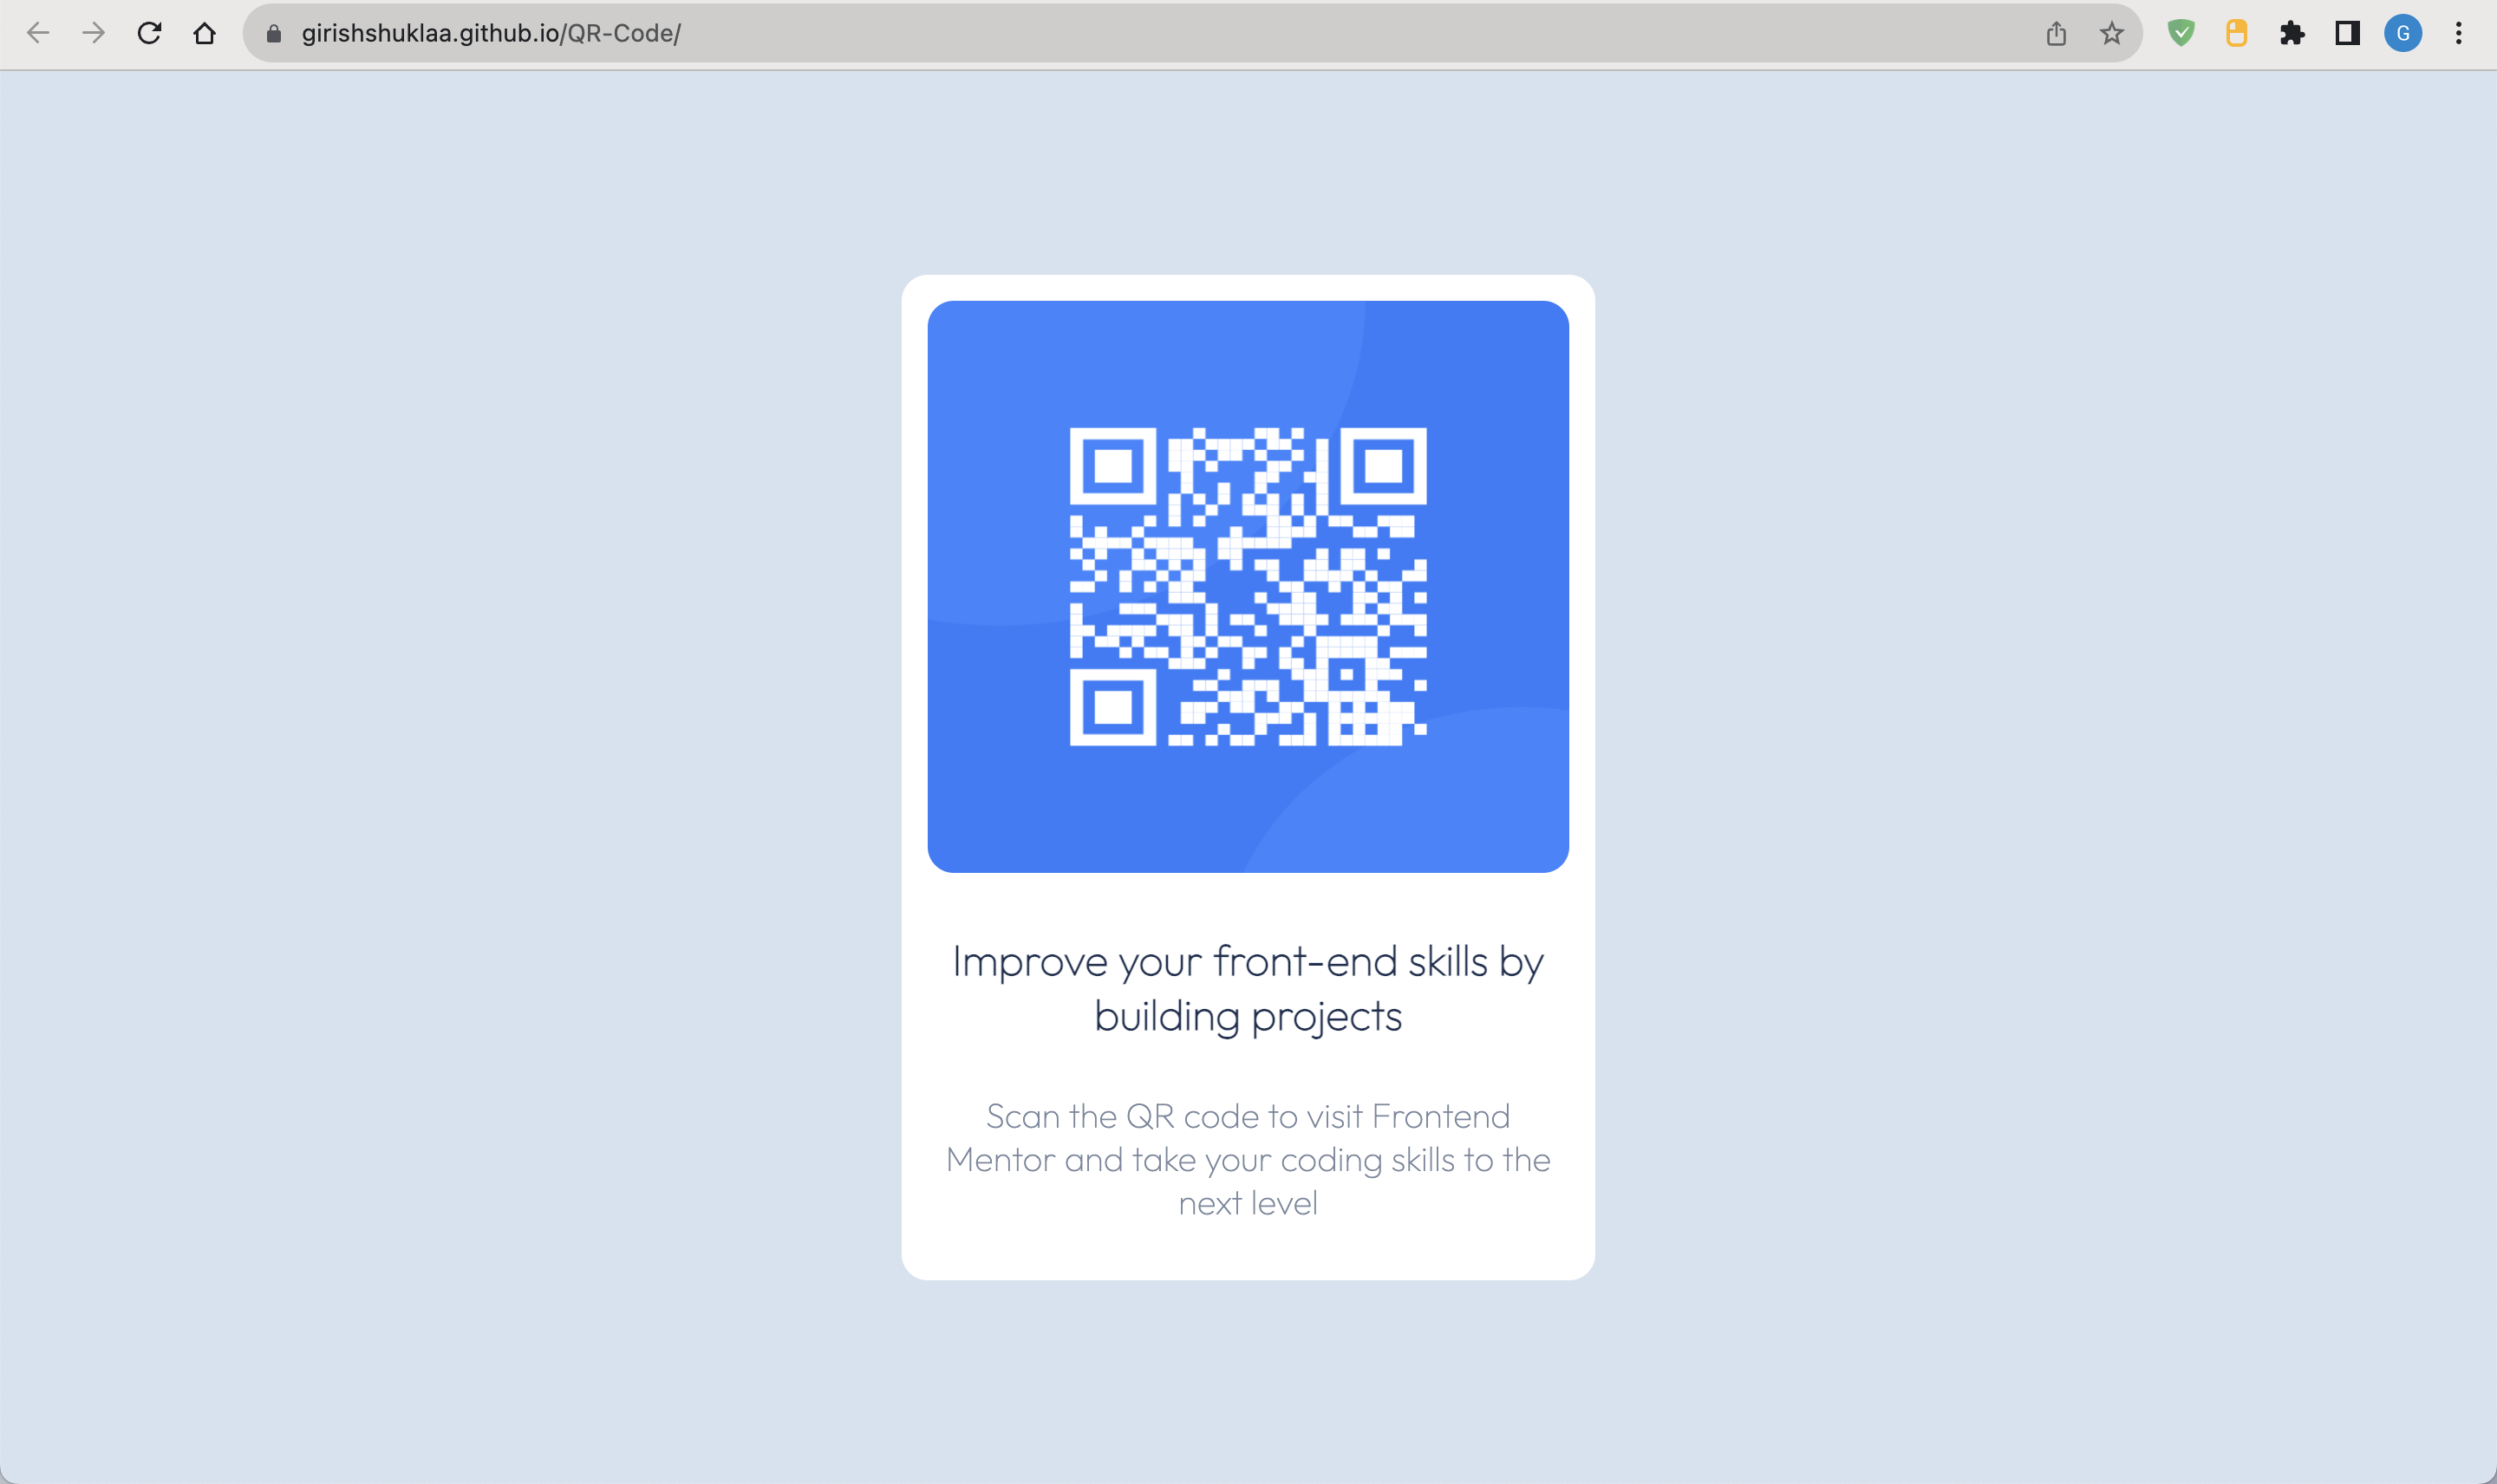 girishshuklaa.github.io/QR-Code/
G
Improve your front-end skills by
building projects
Scan the QR code to visit Frontend
Mentor and take your coding skills to the
next level